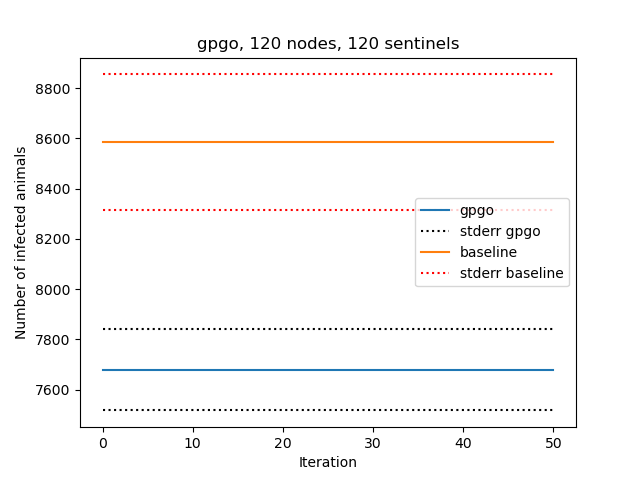 gpgo, 120 nodes, 120 sentinels
Number of infected animals
8800
8600
8400
8200
8000
7800
7600
gpgo
stderr gpgo
baseline
stderr baseline
0 10 20 30 40 50
Iteration